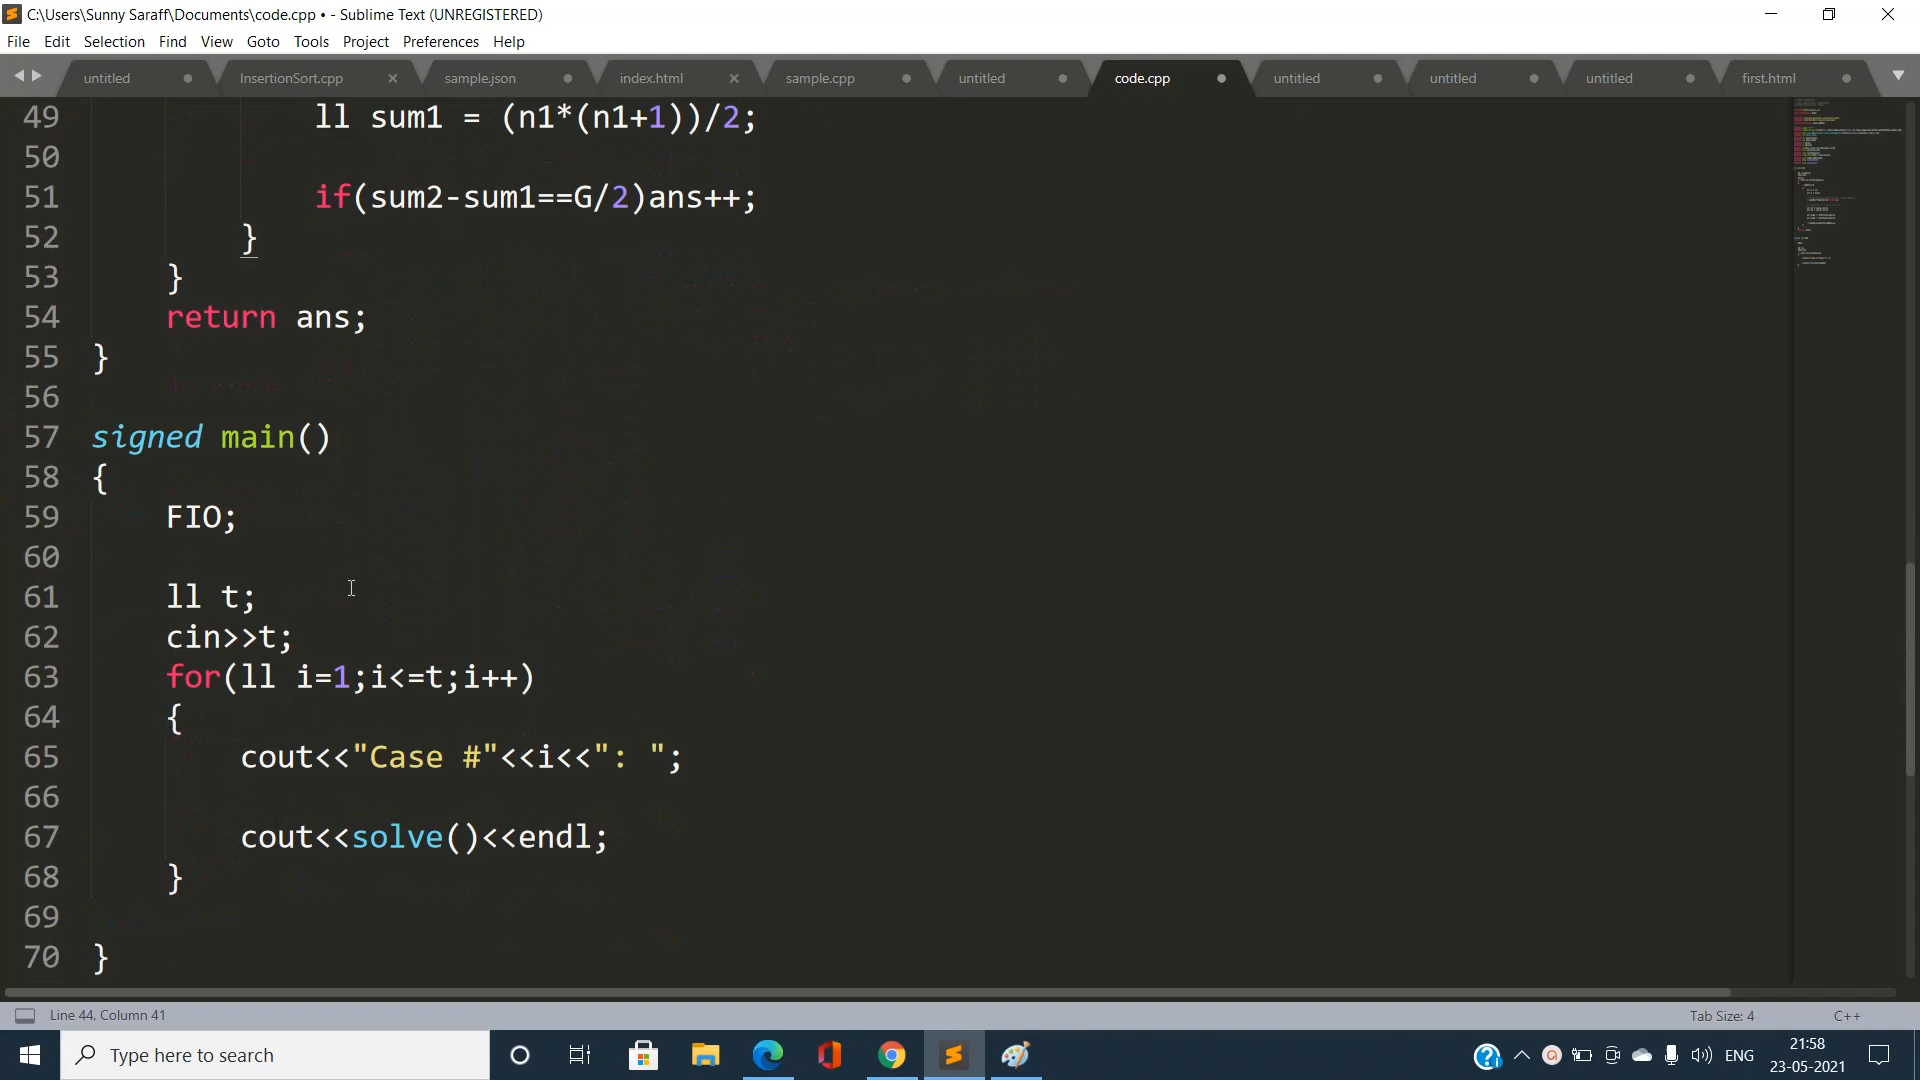 C:\Users\Sunny Saraff\Documents\code.cpp • - Sublime Text (UNREGISTERED)
File Edit Selection Find View Goto Tools Project Preferences Help
untitled InsertionSort.cpp sample.json index.html sample.cpp untitled code.cpp untitled untitled untitled first.html
49 ll sum1 = (n1*(n1+1))/2;
50
51 if(sum2-sum1==G/2)ans++;
52 }
53 }
54 return ans;
55 }
56
57 signed main()
58 {
59 FIO;
60
61 ll t;
62 cin>>t;
63 for(ll i=1;i<=t;i++)
64 {
65 cout<<"Case #"<<i<<": ";
66
67 cout<<solve()<<endl;
68 }
69
70 }
Line 44, Column 41 Tab Size: 4 C++
Type here to search ENG 21:58
23-05-2021